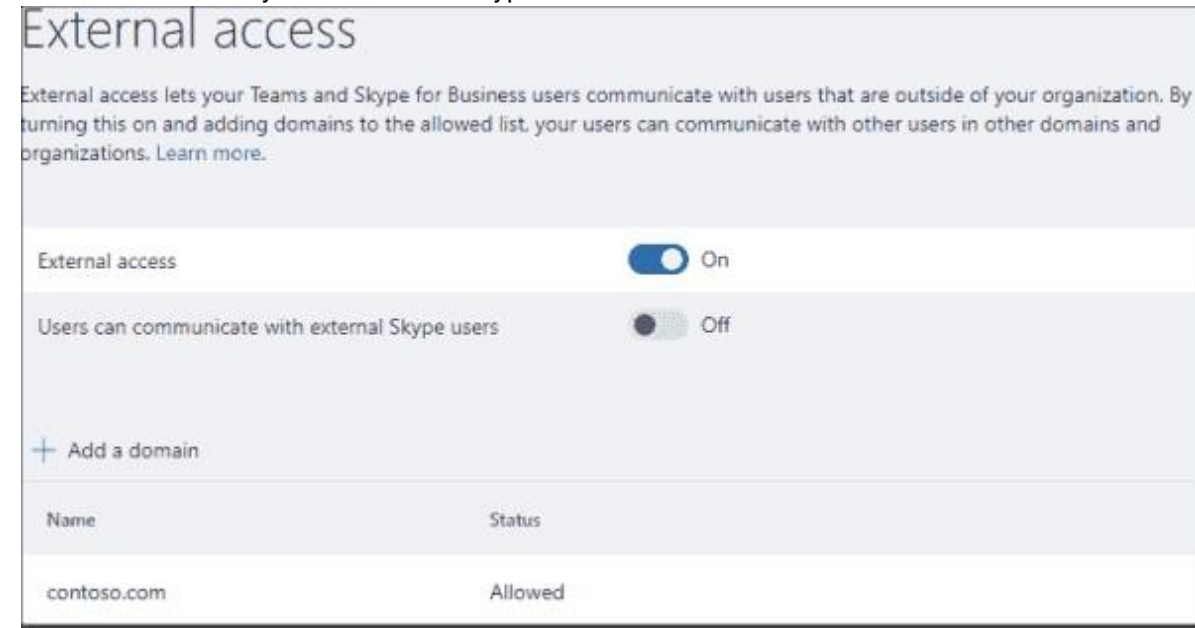 External access
External access lets your Teams and Skype for Business users communicate with users that are outside of your organization. By
turning this on and adding domains to the allowed list, your users can communicate with other users in other domains and
organizations. Learn more.
External access On
Users can communicate with external Skype users Off
+ Add a domain
Name Status
contoso.com Allowed